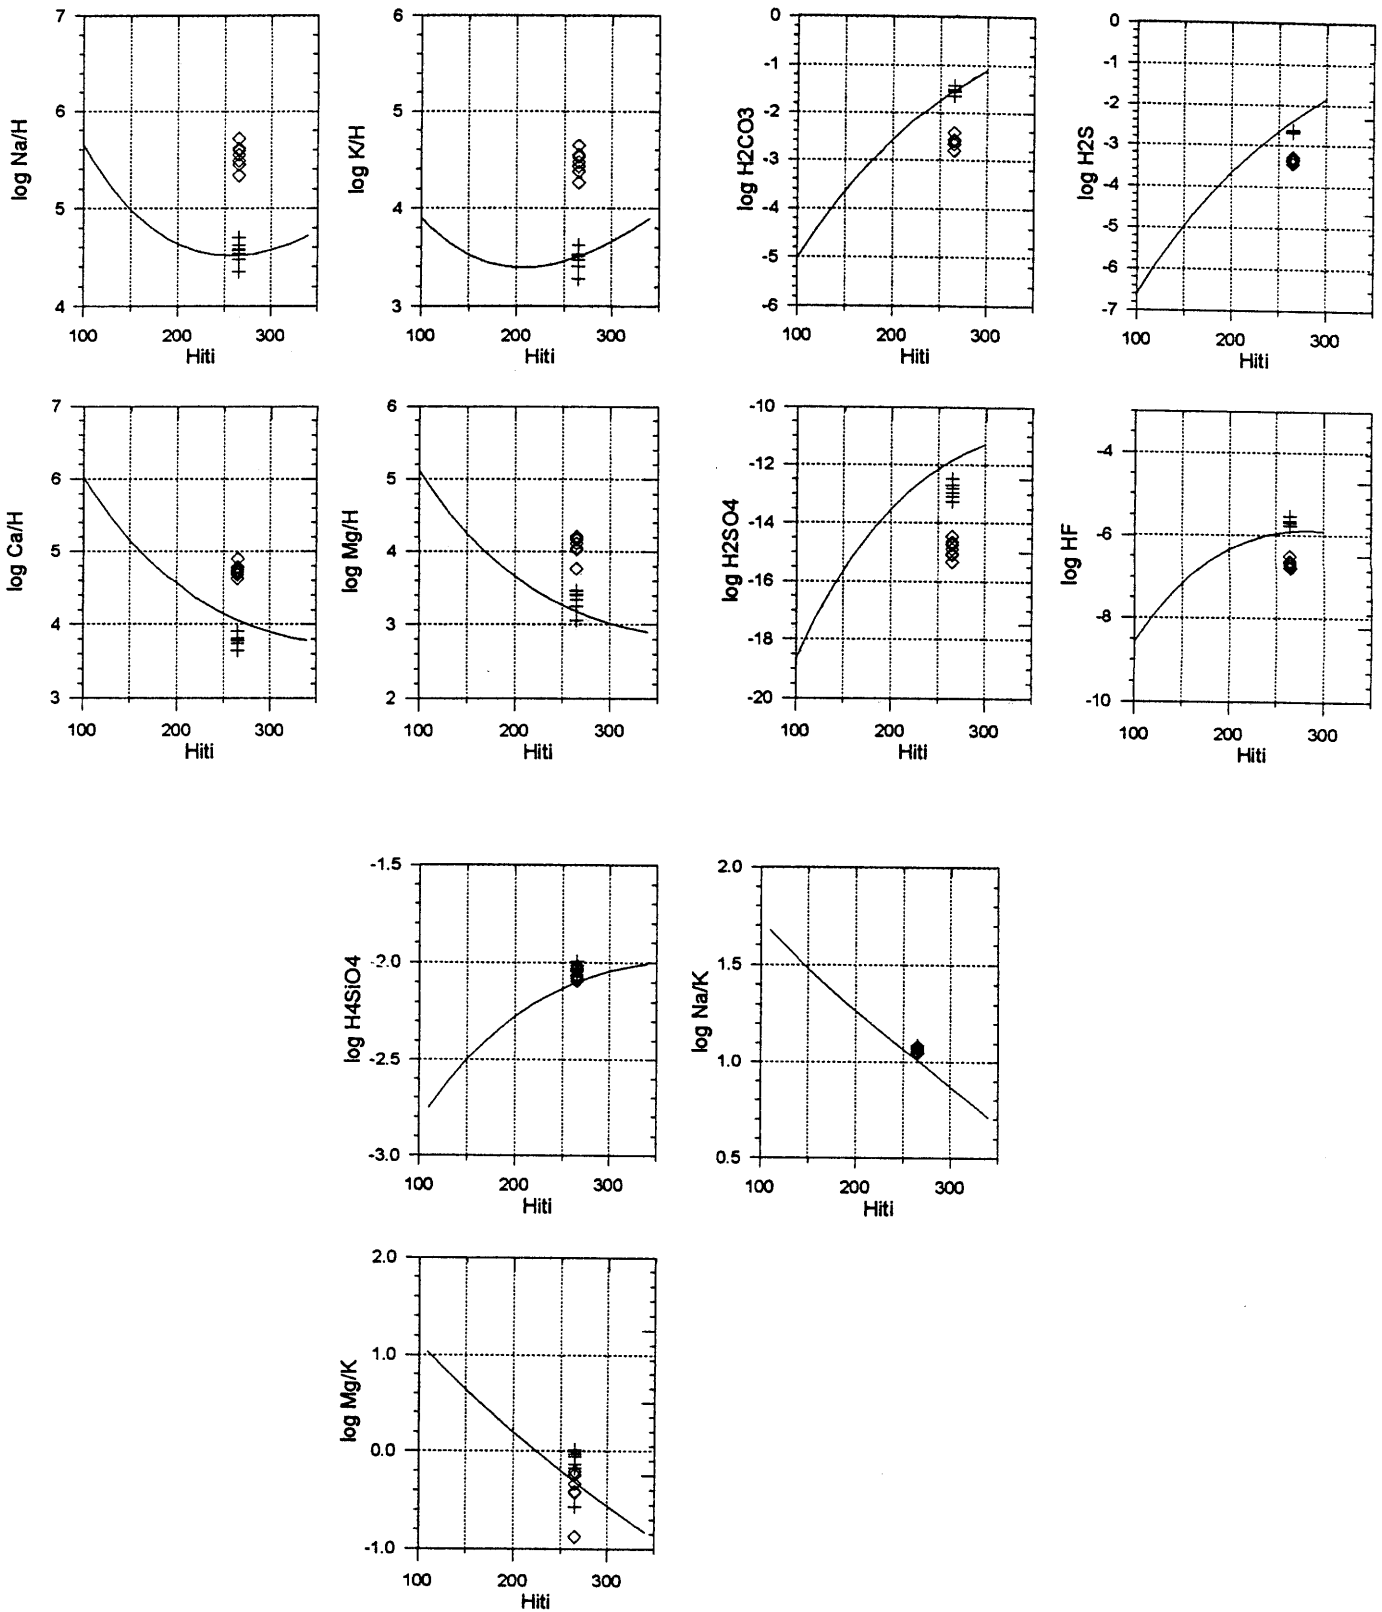 7
6
5
4
log Na/H
100 200 300
Hiti
6
5
4
3
log K/H
100 200 300
Hiti
0
-1
-2
-3
-4
-5
-6
log H2CO3
100 200 300
Hiti
0
-1
-2
-3
-4
-5
-6
-7
log H2S
100 200 300
Hiti
7
6
5
4
3
log Ca/H
100 200 300
Hiti
6
5
4
3
2
log Mg/H
100 200 300
Hiti
-10
-12
-14
-16
-18
-20
log H2SO4
100 200 300
Hiti
-4
-6
-8
-10
log HF
100 200 300
Hiti
-1.5
-2.0
-2.5
-3.0
log H4SiO4
100 200 300
Hiti
2.0
1.5
1.0
0.5
log Na/K
100 200 300
Hiti
2.0
1.0
0.0
-1.0
log Mg/K
100 200 300
Hiti